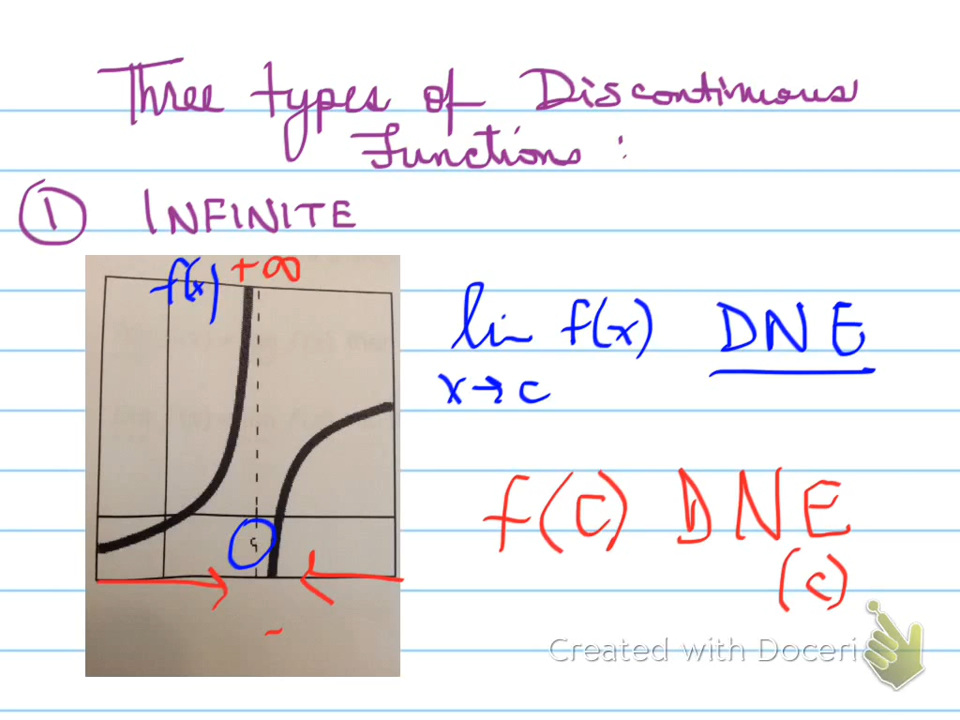 Three types of Discontinuous
Functions:
① INFINITE
f(x) +∞
lim f(x) DNE
x→c
f(c) DNE
(c)
c
-
Created with Doceri